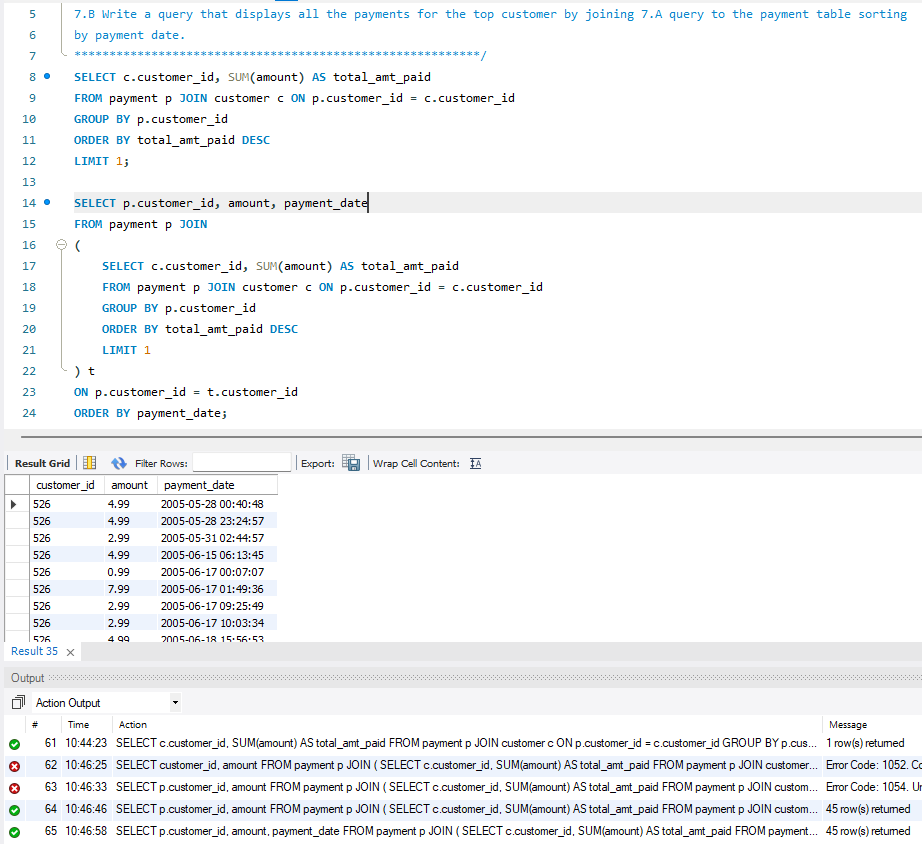 5 7.B Write a query that displays all the payments for the top customer by joining 7.A query to the payment table sorting
6 by payment date.
7 **********************************************************/
8 SELECT c.customer_id, SUM(amount) AS total_amt_paid
9 FROM payment p JOIN customer c ON p.customer_id = c.customer_id
10 GROUP BY p.customer_id
11 ORDER BY total_amt_paid DESC
12 LIMIT 1;
13
14 SELECT p.customer_id, amount, payment_date
15 FROM payment p JOIN
16 (
17 SELECT c.customer_id, SUM(amount) AS total_amt_paid
18 FROM payment p JOIN customer c ON p.customer_id = c.customer_id
19 GROUP BY p.customer_id
20 ORDER BY total_amt_paid DESC
21 LIMIT 1
22 ) t
23 ON p.customer_id = t.customer_id
24 ORDER BY payment_date;
Result Grid Filter Rows: Export: Wrap Cell Content: IA
customer_id amount payment_date
526 4.99 2005-05-28 00:40:48
526 4.99 2005-05-28 23:24:57
526 2.99 2005-05-31 02:44:57
526 4.99 2005-06-15 06:13:45
526 0.99 2005-06-17 00:07:07
526 7.99 2005-06-17 01:49:36
526 2.99 2005-06-17 09:25:49
526 2.99 2005-06-17 10:03:34
526 4.99 2005-06-18 15:56:53
Result 35 ×
Output
Action Output
# Time Action Message
61 10:44:23 SELECT c.customer_id, SUM(amount) AS total_amt_paid FROM payment p JOIN customer c ON p.customer_id = c.customer_id GROUP BY p.cus... 1 row(s) returned
62 10:46:25 SELECT customer_id, amount FROM payment p JOIN ( SELECT c.customer_id, SUM(amount) AS total_amt_paid FROM payment p JOIN customer... Error Code: 1052. Co
63 10:46:33 SELECT p.customer_id, amount FROM payment p JOIN ( SELECT c.customer_id, SUM(amount) AS total_amt_paid FROM payment p JOIN custom... Error Code: 1054. Un
64 10:46:46 SELECT p.customer_id, amount FROM payment p JOIN ( SELECT c.customer_id, SUM(amount) AS total_amt_paid FROM payment p JOIN custom... 45 row(s) returned
65 10:46:58 SELECT p.customer_id, amount, payment_date FROM payment p JOIN ( SELECT c.customer_id, SUM(amount) AS total_amt_paid FROM payment... 45 row(s) returned